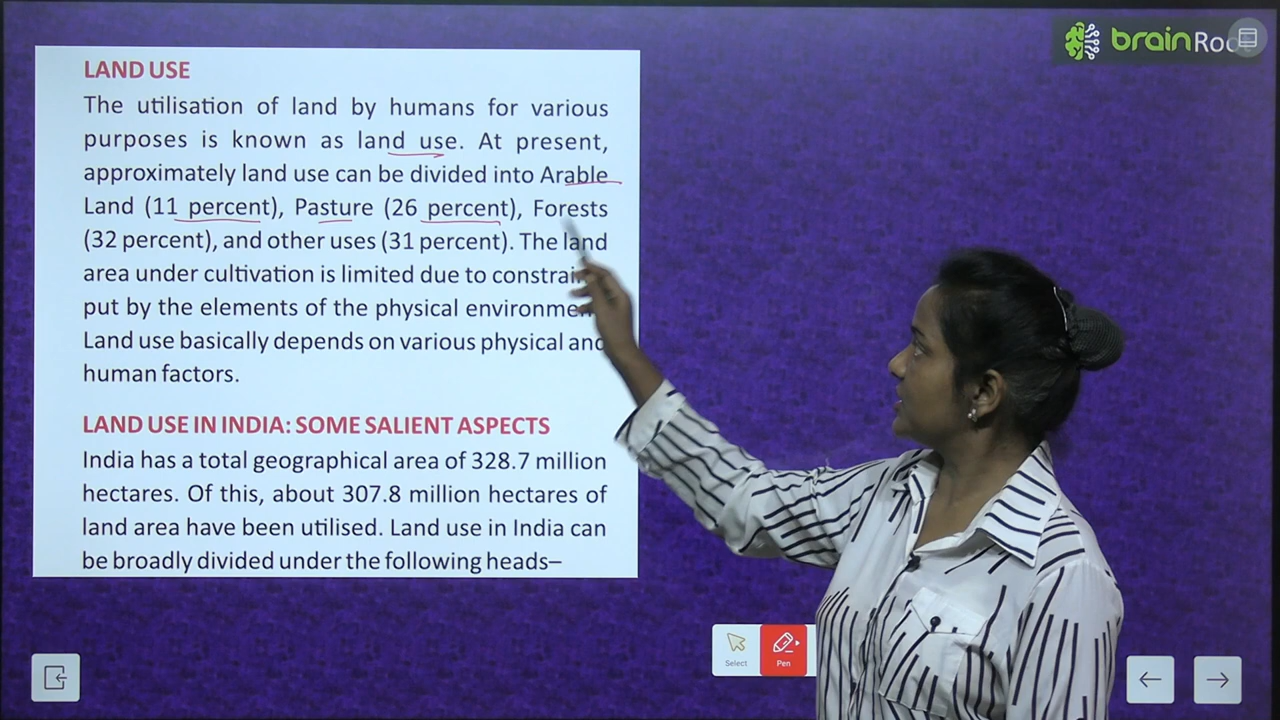 brainRo
LAND USE
The utilisation of land by humans for various
purposes is known as land use. At present,
approximately land use can be divided into Arable
Land (11 percent), Pasture (26 percent), Forests
(32 percent), and other uses (31 percent). The land
area under cultivation is limited due to
put by the elements of the physical
Land use basically depends on various physical and
human factors.
LAND USE IN INDIA: SOME SALIENT ASPECTS
India has a total geographical area of 328.7 million
hectares. Of this, about 307.8 million hectares of
land area have been utilised. Land use in India can
be broadly divided under the following heads–
Select
Pen